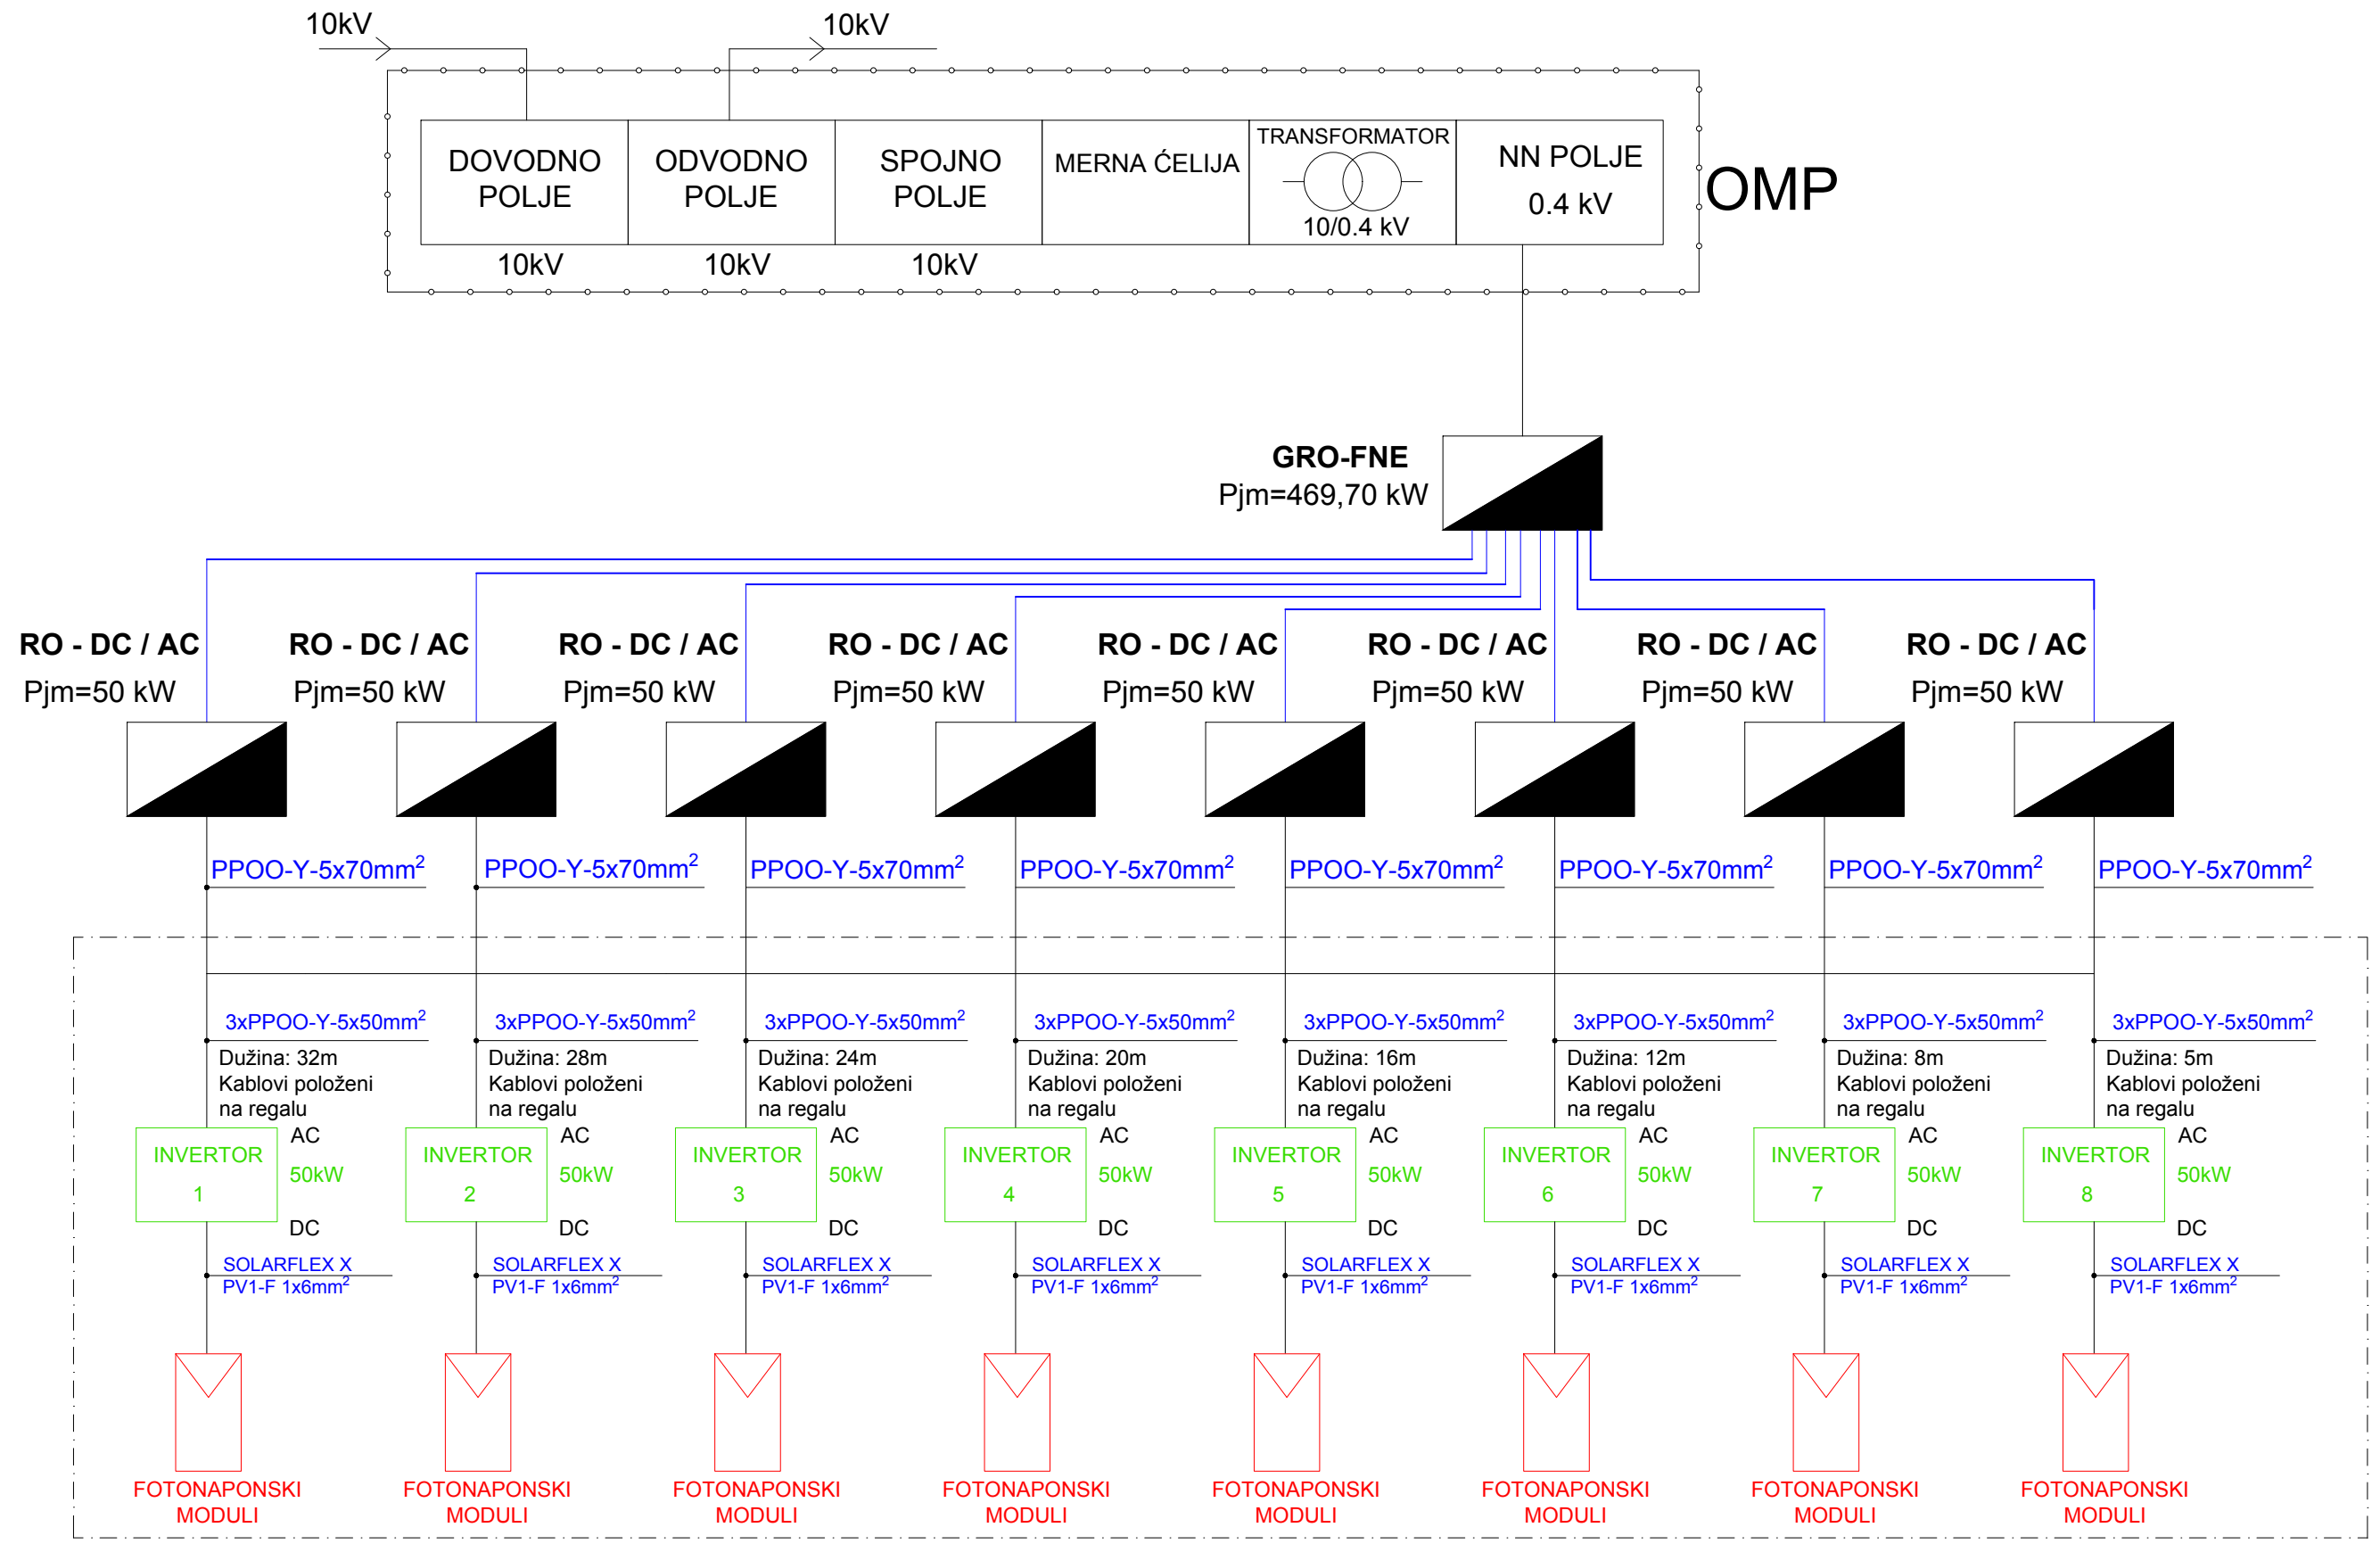 10kV
10kV
DOVODNO
POLJE
ODVODNO
POLJE
SPOJNO
POLJE
MERNA ĆELIJA
TRANSFORMATOR
10/0.4 kV
NN POLJE
0.4 kV
OMP
10kV
10kV
10kV
GRO-FNE
Pjm=469,70 kW
RO - DC / AC
RO - DC / AC
RO - DC / AC
RO - DC / AC
RO - DC / AC
RO - DC / AC
RO - DC / AC
RO - DC / AC
Pjm=50 kW
Pjm=50 kW
Pjm=50 kW
Pjm=50 kW
Pjm=50 kW
Pjm=50 kW
Pjm=50 kW
Pjm=50 kW
PPOO-Y-5x70mm²
PPOO-Y-5x70mm²
PPOO-Y-5x70mm²
PPOO-Y-5x70mm²
PPOO-Y-5x70mm²
PPOO-Y-5x70mm²
PPOO-Y-5x70mm²
PPOO-Y-5x70mm²
3xPPOO-Y-5x50mm²
Dužina: 32m
Kablovi položeni
na regalu
3xPPOO-Y-5x50mm²
Dužina: 28m
Kablovi položeni
na regalu
3xPPOO-Y-5x50mm²
Dužina: 24m
Kablovi položeni
na regalu
3xPPOO-Y-5x50mm²
Dužina: 20m
Kablovi položeni
na regalu
3xPPOO-Y-5x50mm²
Dužina: 16m
Kablovi položeni
na regalu
3xPPOO-Y-5x50mm²
Dužina: 12m
Kablovi položeni
na regalu
3xPPOO-Y-5x50mm²
Dužina: 8m
Kablovi položeni
na regalu
3xPPOO-Y-5x50mm²
Dužina: 5m
Kablovi položeni
na regalu
INVERTOR
1
AC
50kW
DC
INVERTOR
2
AC
50kW
DC
INVERTOR
3
AC
50kW
DC
INVERTOR
4
AC
50kW
DC
INVERTOR
5
AC
50kW
DC
INVERTOR
6
AC
50kW
DC
INVERTOR
7
AC
50kW
DC
INVERTOR
8
AC
50kW
DC
SOLARFLEX X
PV1-F 1x6mm²
SOLARFLEX X
PV1-F 1x6mm²
SOLARFLEX X
PV1-F 1x6mm²
SOLARFLEX X
PV1-F 1x6mm²
SOLARFLEX X
PV1-F 1x6mm²
SOLARFLEX X
PV1-F 1x6mm²
SOLARFLEX X
PV1-F 1x6mm²
SOLARFLEX X
PV1-F 1x6mm²
FOTONAPONSKI
MODULI
FOTONAPONSKI
MODULI
FOTONAPONSKI
MODULI
FOTONAPONSKI
MODULI
FOTONAPONSKI
MODULI
FOTONAPONSKI
MODULI
FOTONAPONSKI
MODULI
FOTONAPONSKI
MODULI